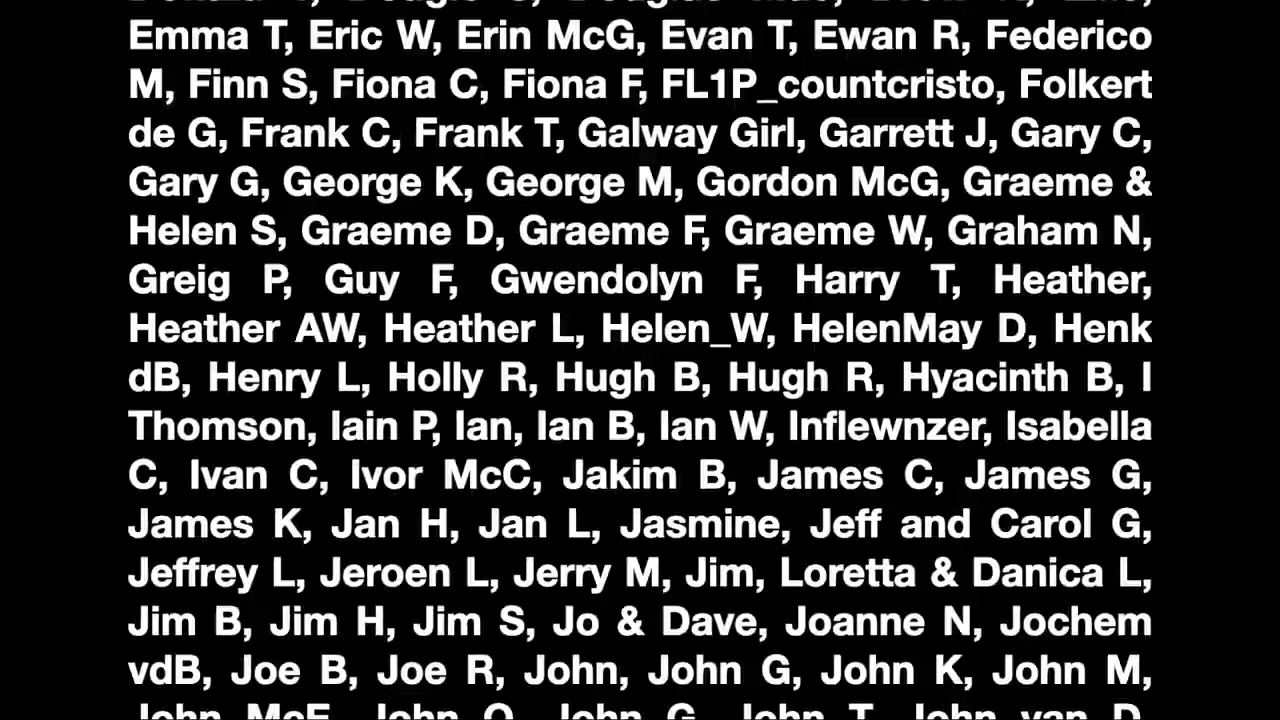 Emma T, Eric W, Erin McG, Evan T, Ewan R, Federico
M, Finn S, Fiona C, Fiona F, FL1P_countcristo, Folkert
de G, Frank C, Frank T, Galway Girl, Garrett J, Gary C,
Gary G, George K, George M, Gordon McG, Graeme &
Helen S, Graeme D, Graeme F, Graeme W, Graham N,
Greig P, Guy F, Gwendolyn F, Harry T, Heather,
Heather AW, Heather L, Helen_W, HelenMay D, Henk
dB, Henry L, Holly R, Hugh B, Hugh R, Hyacinth B, I
Thomson, Iain P, Ian, Ian B, Ian W, Inflewnzer, Isabella
C, Ivan C, Ivor McC, Jakim B, James C, James G,
James K, Jan H, Jan L, Jasmine, Jeff and Carol G,
Jeffrey L, Jeroen L, Jerry M, Jim, Loretta & Danica L,
Jim B, Jim H, Jim S, Jo & Dave, Joanne N, Jochem
vdB, Joe B, Joe R, John, John G, John K, John M,